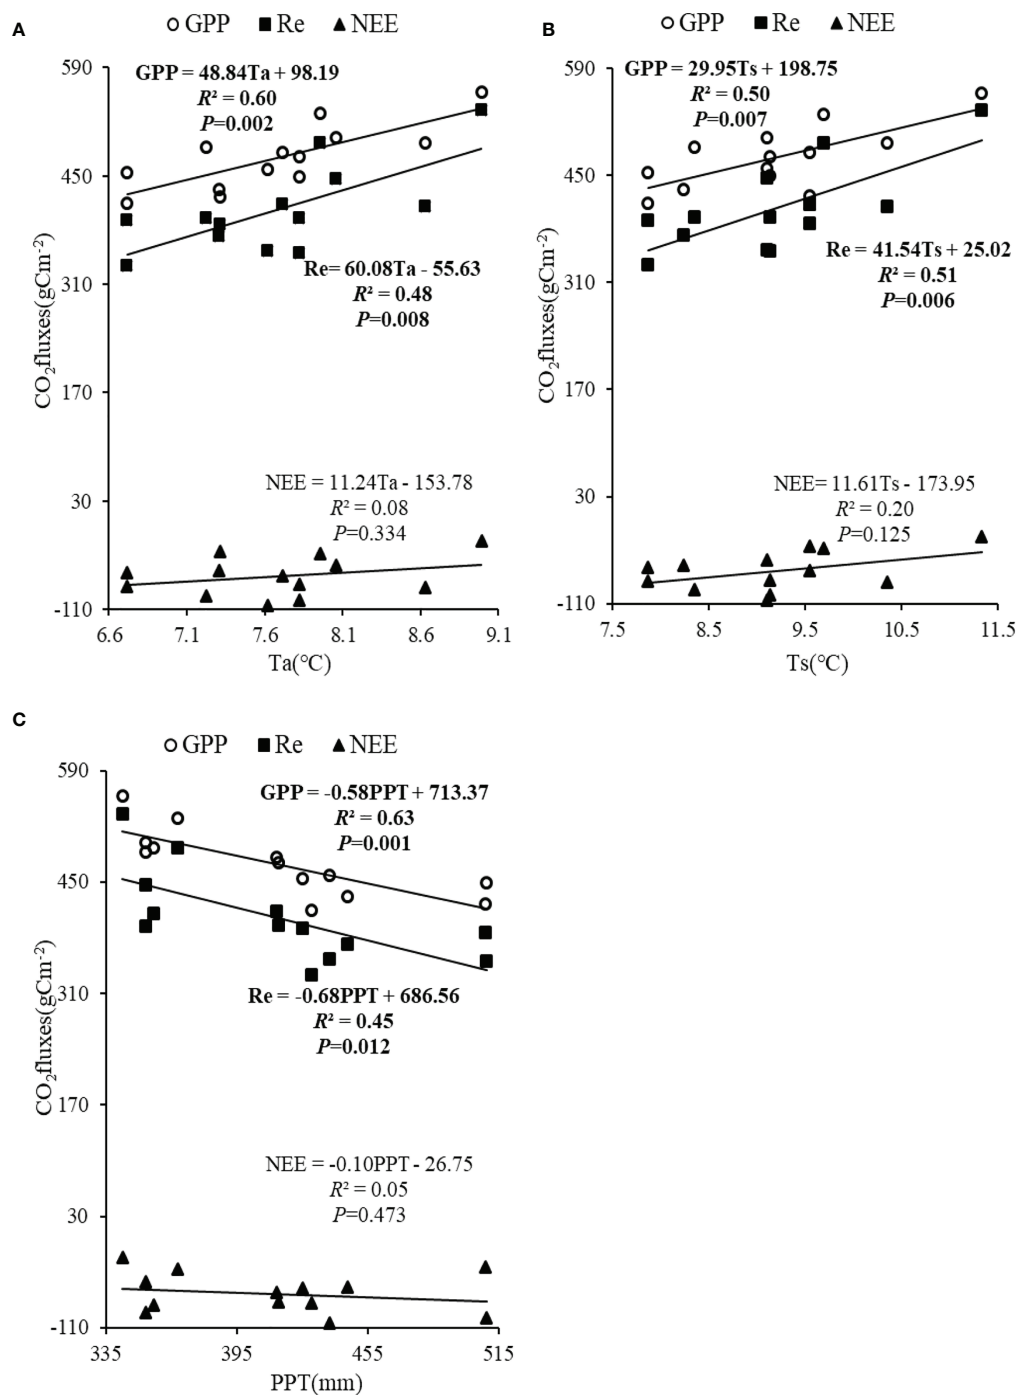 A
GPP Re NEE
590
450
310
170
30
-110
CO₂fluxes(gCm⁻²)
GPP = 48.84Ta + 98.19
R² = 0.60
P=0.002
Re= 60.08Ta - 55.63
R² = 0.48
P=0.008
NEE = 11.24Ta - 153.78
R² = 0.08
P=0.334
6.6 7.1 7.6 8.1 8.6 9.1
Ta(°C)
B
GPP Re NEE
590
450
310
170
30
-110
CO₂fluxes(gCm⁻²)
GPP = 29.95Ts + 198.75
R² = 0.50
P=0.007
Re = 41.54Ts + 25.02
R² = 0.51
P=0.006
NEE= 11.61Ts - 173.95
R² = 0.20
P=0.125
7.5 8.5 9.5 10.5 11.5
Ts(°C)
C
GPP Re NEE
590
450
310
170
30
-110
CO₂fluxes(gCm⁻²)
GPP = -0.58PPT + 713.37
R² = 0.63
P=0.001
Re = -0.68PPT + 686.56
R² = 0.45
P=0.012
NEE = -0.10PPT - 26.75
R² = 0.05
P=0.473
335 395 455 515
PPT(mm)